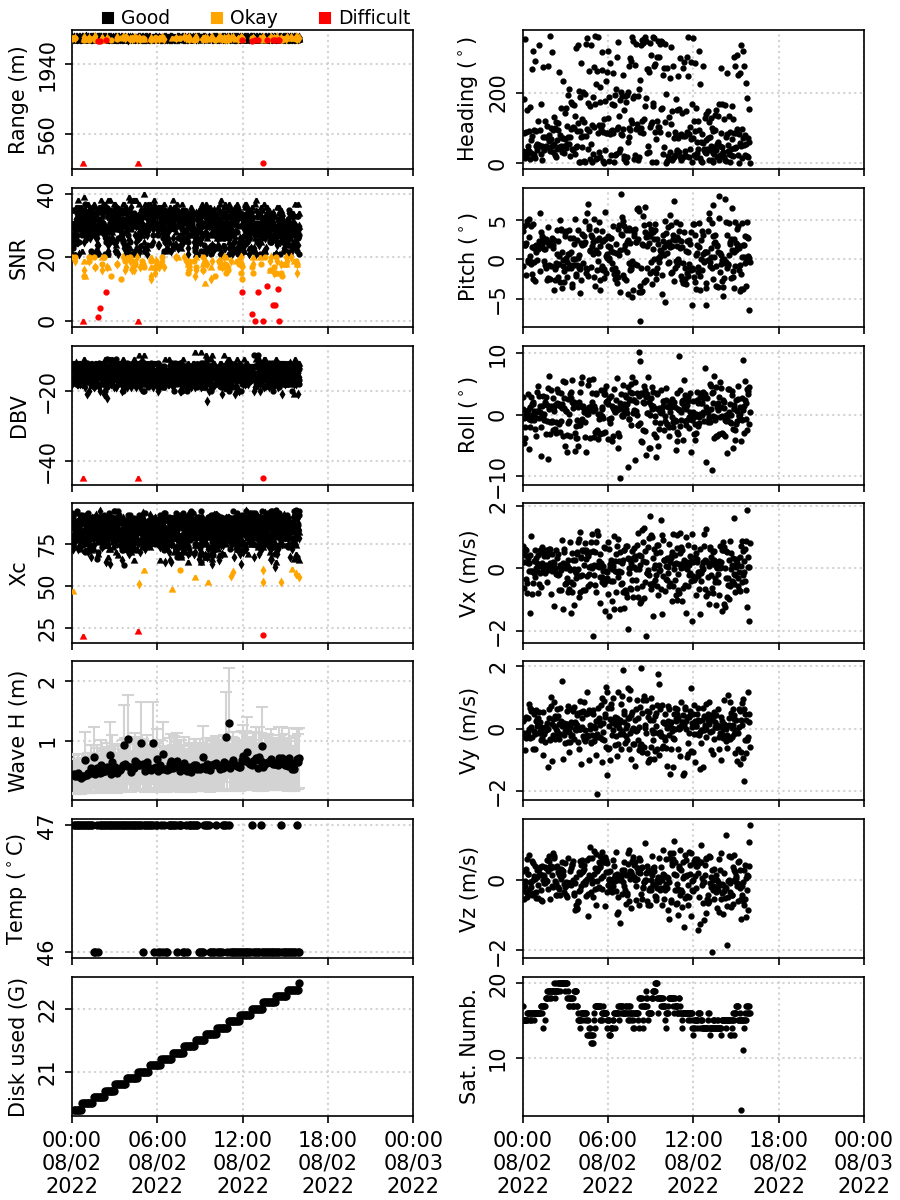 Good Okay Difficult
Range (m)
1940
560
Heading (°)
200
0
SNR
40
20
0
Pitch (°)
5
0
−5
DBV
−20
−40
Roll (°)
10
0
−10
Xc
75
50
25
Vx (m/s)
2
0
−2
Wave H (m)
2
1
Vy (m/s)
2
0
−2
Temp (°C)
47
46
Vz (m/s)
0
−2
Disk used (G)
22
21
Sat. Numb.
20
10
00:00 06:00 12:00 18:00 00:00
08/02 08/02 08/02 08/02 08/03
2022 2022 2022 2022 2022
00:00 06:00 12:00 18:00 00:00
08/02 08/02 08/02 08/02 08/03
2022 2022 2022 2022 2022